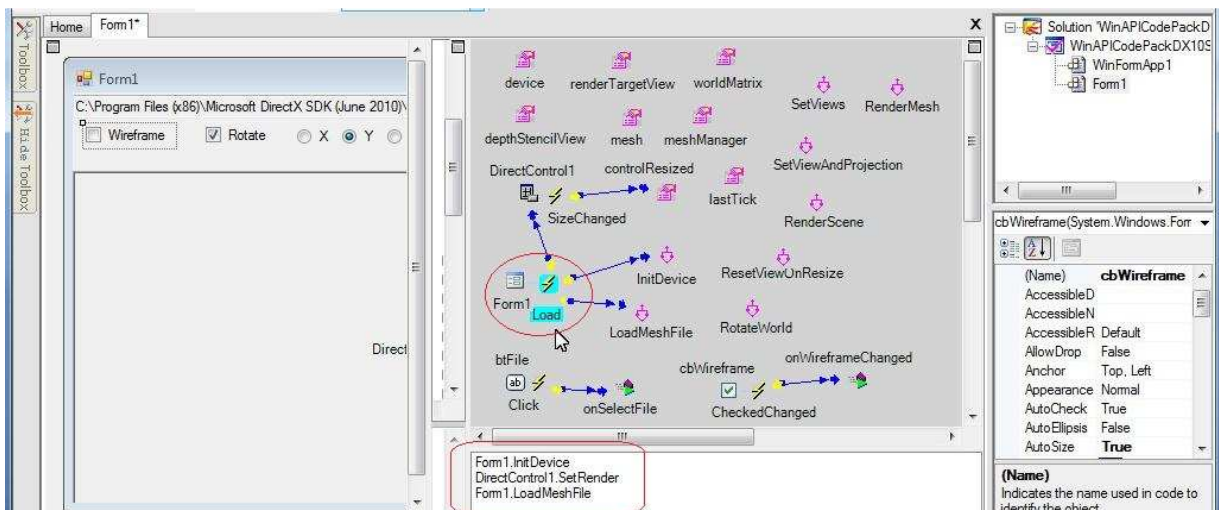 Home Form1* X
Toolbox
Hide Toolbox
Form1
C:\Program Files (x86)\Microsoft DirectX SDK (June 2010)\
Wireframe Rotate X Y
Direct
device renderTargetView worldMatrix SetViews RenderMesh
depthStencilView mesh meshManager
SetViewAndProjection
DirectControl1 controlResized
lastTick
SizeChanged RenderScene
InitDevice ResetViewOnResize
Form1
Load
LoadMeshFile RotateWorld
btFile cbWireframe onWireframeChanged
ab
Click onSelectFile CheckedChanged
Form1.InitDevice
DirectControl1.SetRender
Form1.LoadMeshFile
Solution 'WinAPICodePackD
WinAPICodePackDX10S
WinFormApp1
Form1
cbWireframe(System.Windows.Forr
(Name) cbWireframe
AccessibleD
AccessibleN
AccessibleR Default
AllowDrop False
Anchor Top, Left
Appearance Normal
AutoCheck True
AutoEllipsis False
AutoSize True
(Name)
Indicates the name used in code to
identify the object